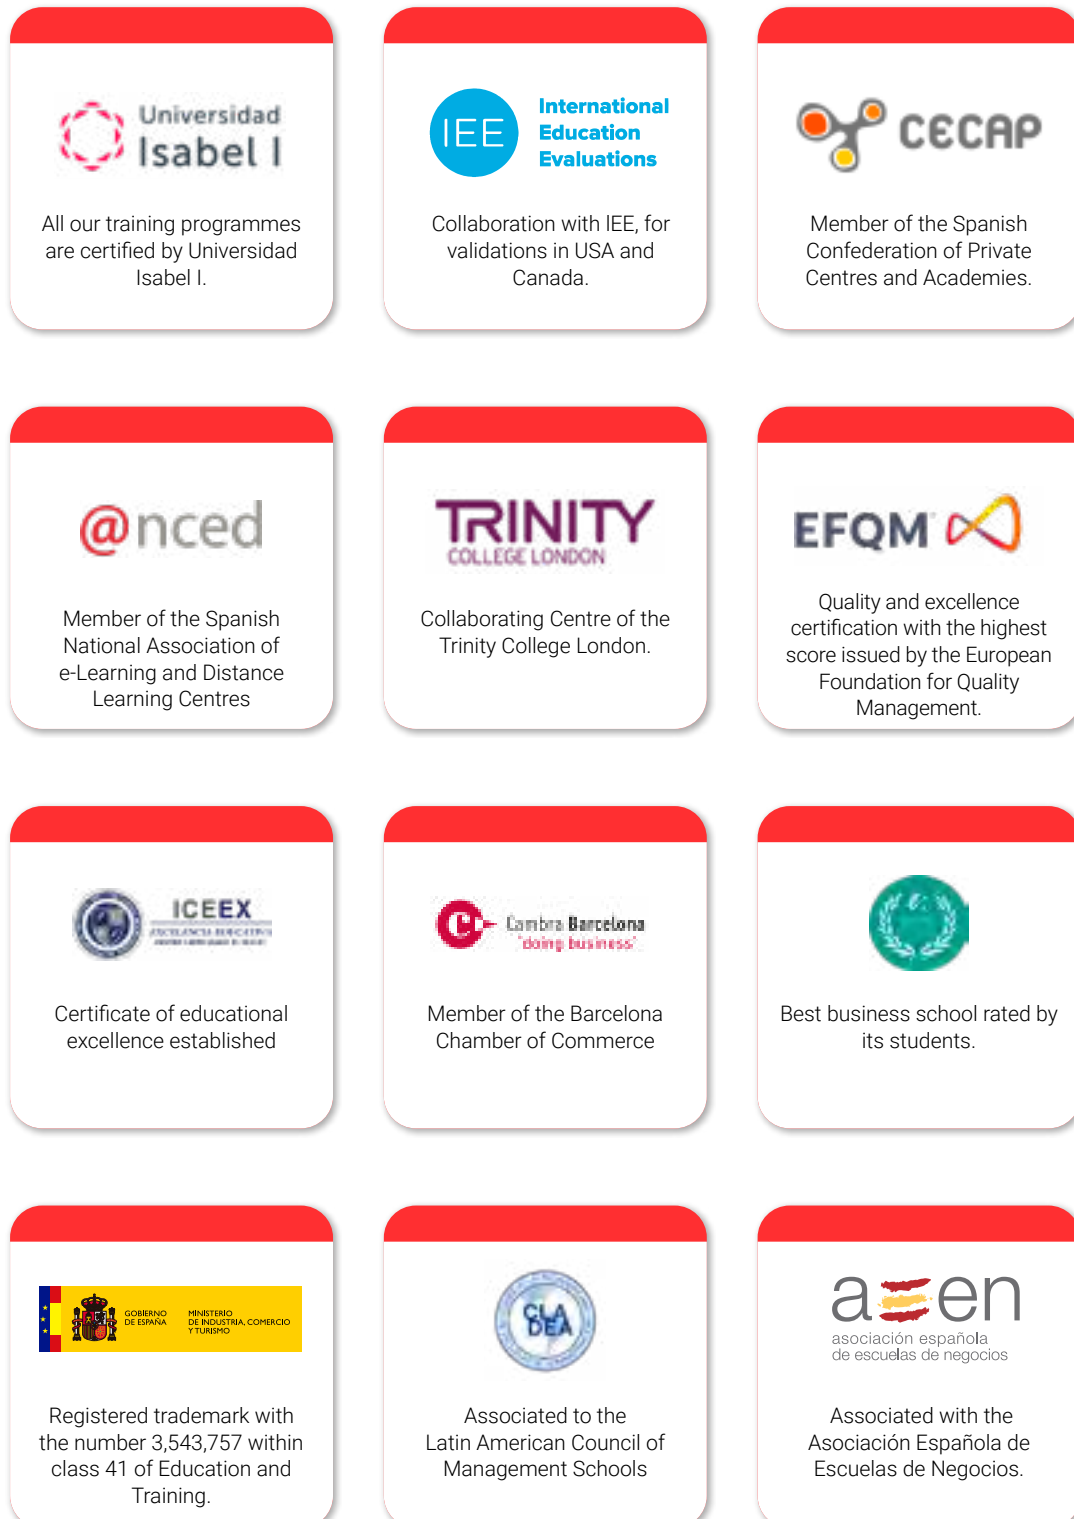 Universidad
Isabel I
All our training programmes
are certified by Universidad
Isabel I.
IEE
International
Education
Evaluations
Collaboration with IEE, for
validations in USA and
Canada.
CECAP
Member of the Spanish
Confederation of Private
Centres and Academies.
@nced
Member of the Spanish
National Association of
e-Learning and Distance
Learning Centres
TRINITY
COLLEGE LONDON
Collaborating Centre of the
Trinity College London.
EFQM
Quality and excellence
certification with the highest
score issued by the European
Foundation for Quality
Management.
ICEEX
EXCELENCIA EDUCATIVA
Certificate of educational
excellence established
C
Cambra Barcelona
"doing business"
Member of the Barcelona
Chamber of Commerce
Best business school rated by
its students.
GOBIERNO
DE ESPAÑA
MINISTERIO
DE INDUSTRIA, COMERCIO
Y TURISMO
Registered trademark with
the number 3,543,757 within
class 41 of Education and
Training.
CLA
DEA
Associated to the
Latin American Council of
Management Schools
aeen
asociación española
de escuelas de negocios
Associated with the
Asociación Española de
Escuelas de Negocios.